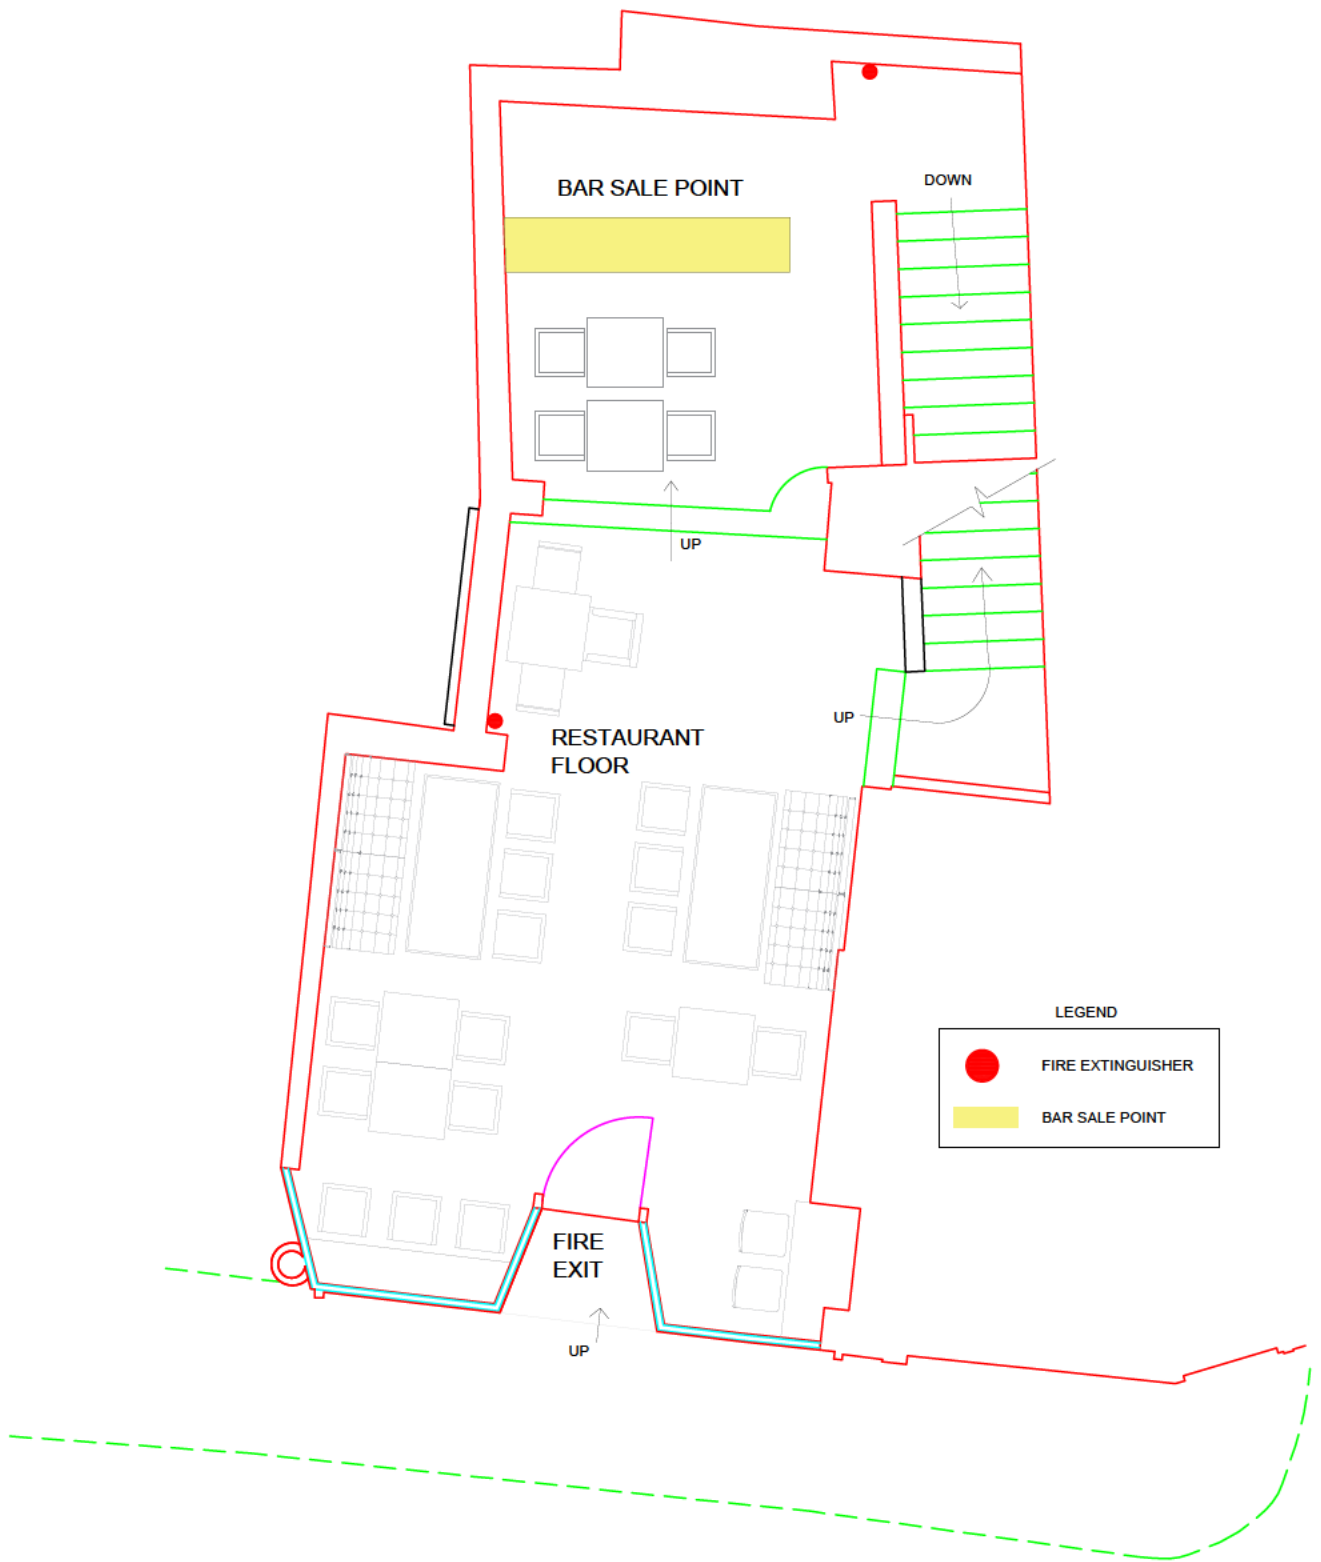 DOWN
BAR SALE POINT
UP
UP
RESTAURANT
FLOOR
LEGEND
FIRE EXTINGUISHER
BAR SALE POINT
FIRE
EXIT
UP